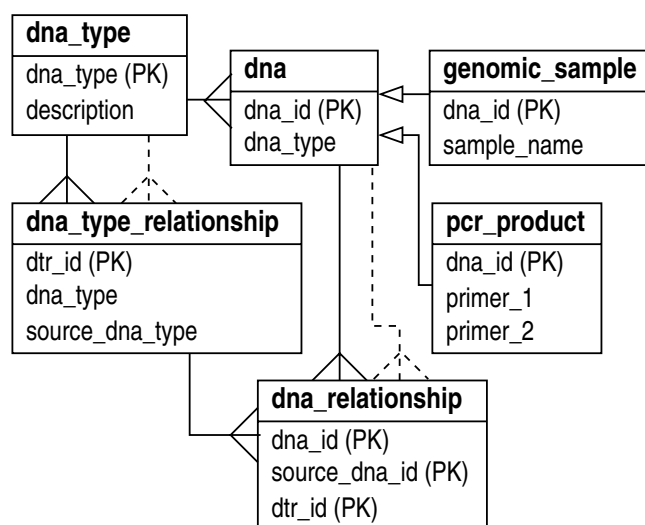 dna_type
dna_type (PK)
description
dna
dna_id (PK)
dna_type
genomic_sample
dna_id (PK)
sample_name
dna_type_relationship
dtr_id (PK)
dna_type
source_dna_type
pcr_product
dna_id (PK)
primer_1
primer_2
dna_relationship
dna_id (PK)
source_dna_id (PK)
dtr_id (PK)